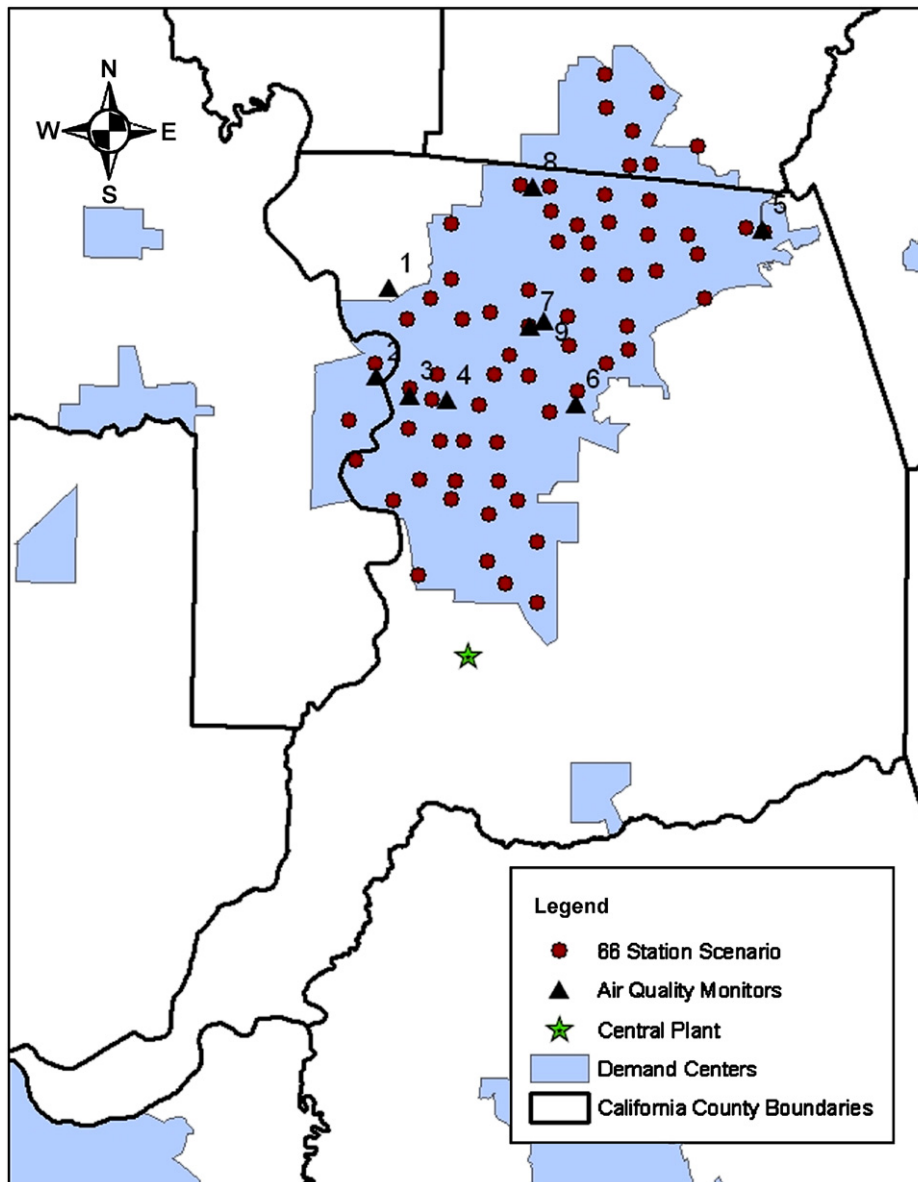 N
W E
S
8
5
1
7
9
2
3 4
6
Legend
66 Station Scenario
Air Quality Monitors
Central Plant
Demand Centers
California County Boundaries